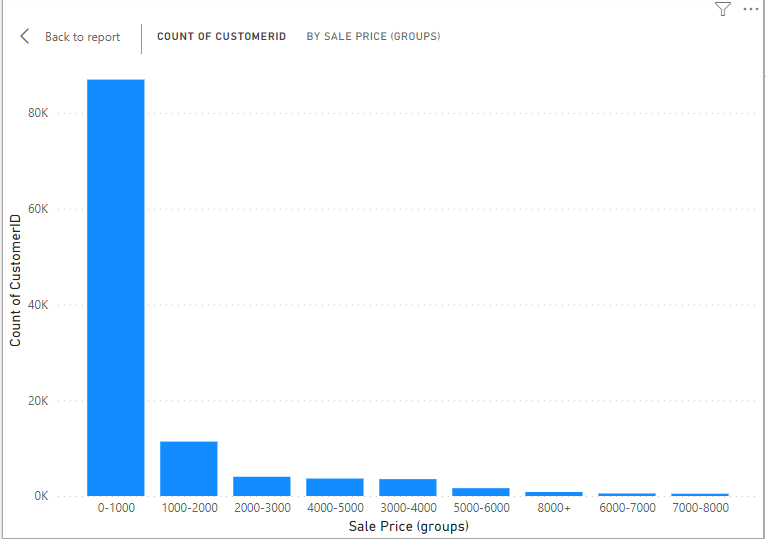 Back to report
COUNT OF CUSTOMERID
BY SALE PRICE (GROUPS)
Count of CustomerID
80K
60K
40K
20K
0K
0-1000 1000-2000 2000-3000 4000-5000 3000-4000 5000-6000 8000+ 6000-7000 7000-8000
Sale Price (groups)